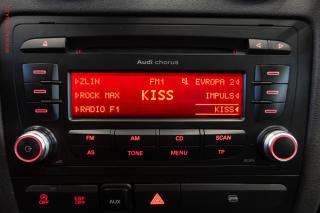 Audi chorus
ZLIN FM1 EVROPA 2
ROCK MAX KISS IMPULS
RADIO F1 KISS
FM AM CD SCAN
AS TONE MENU TP
AUX